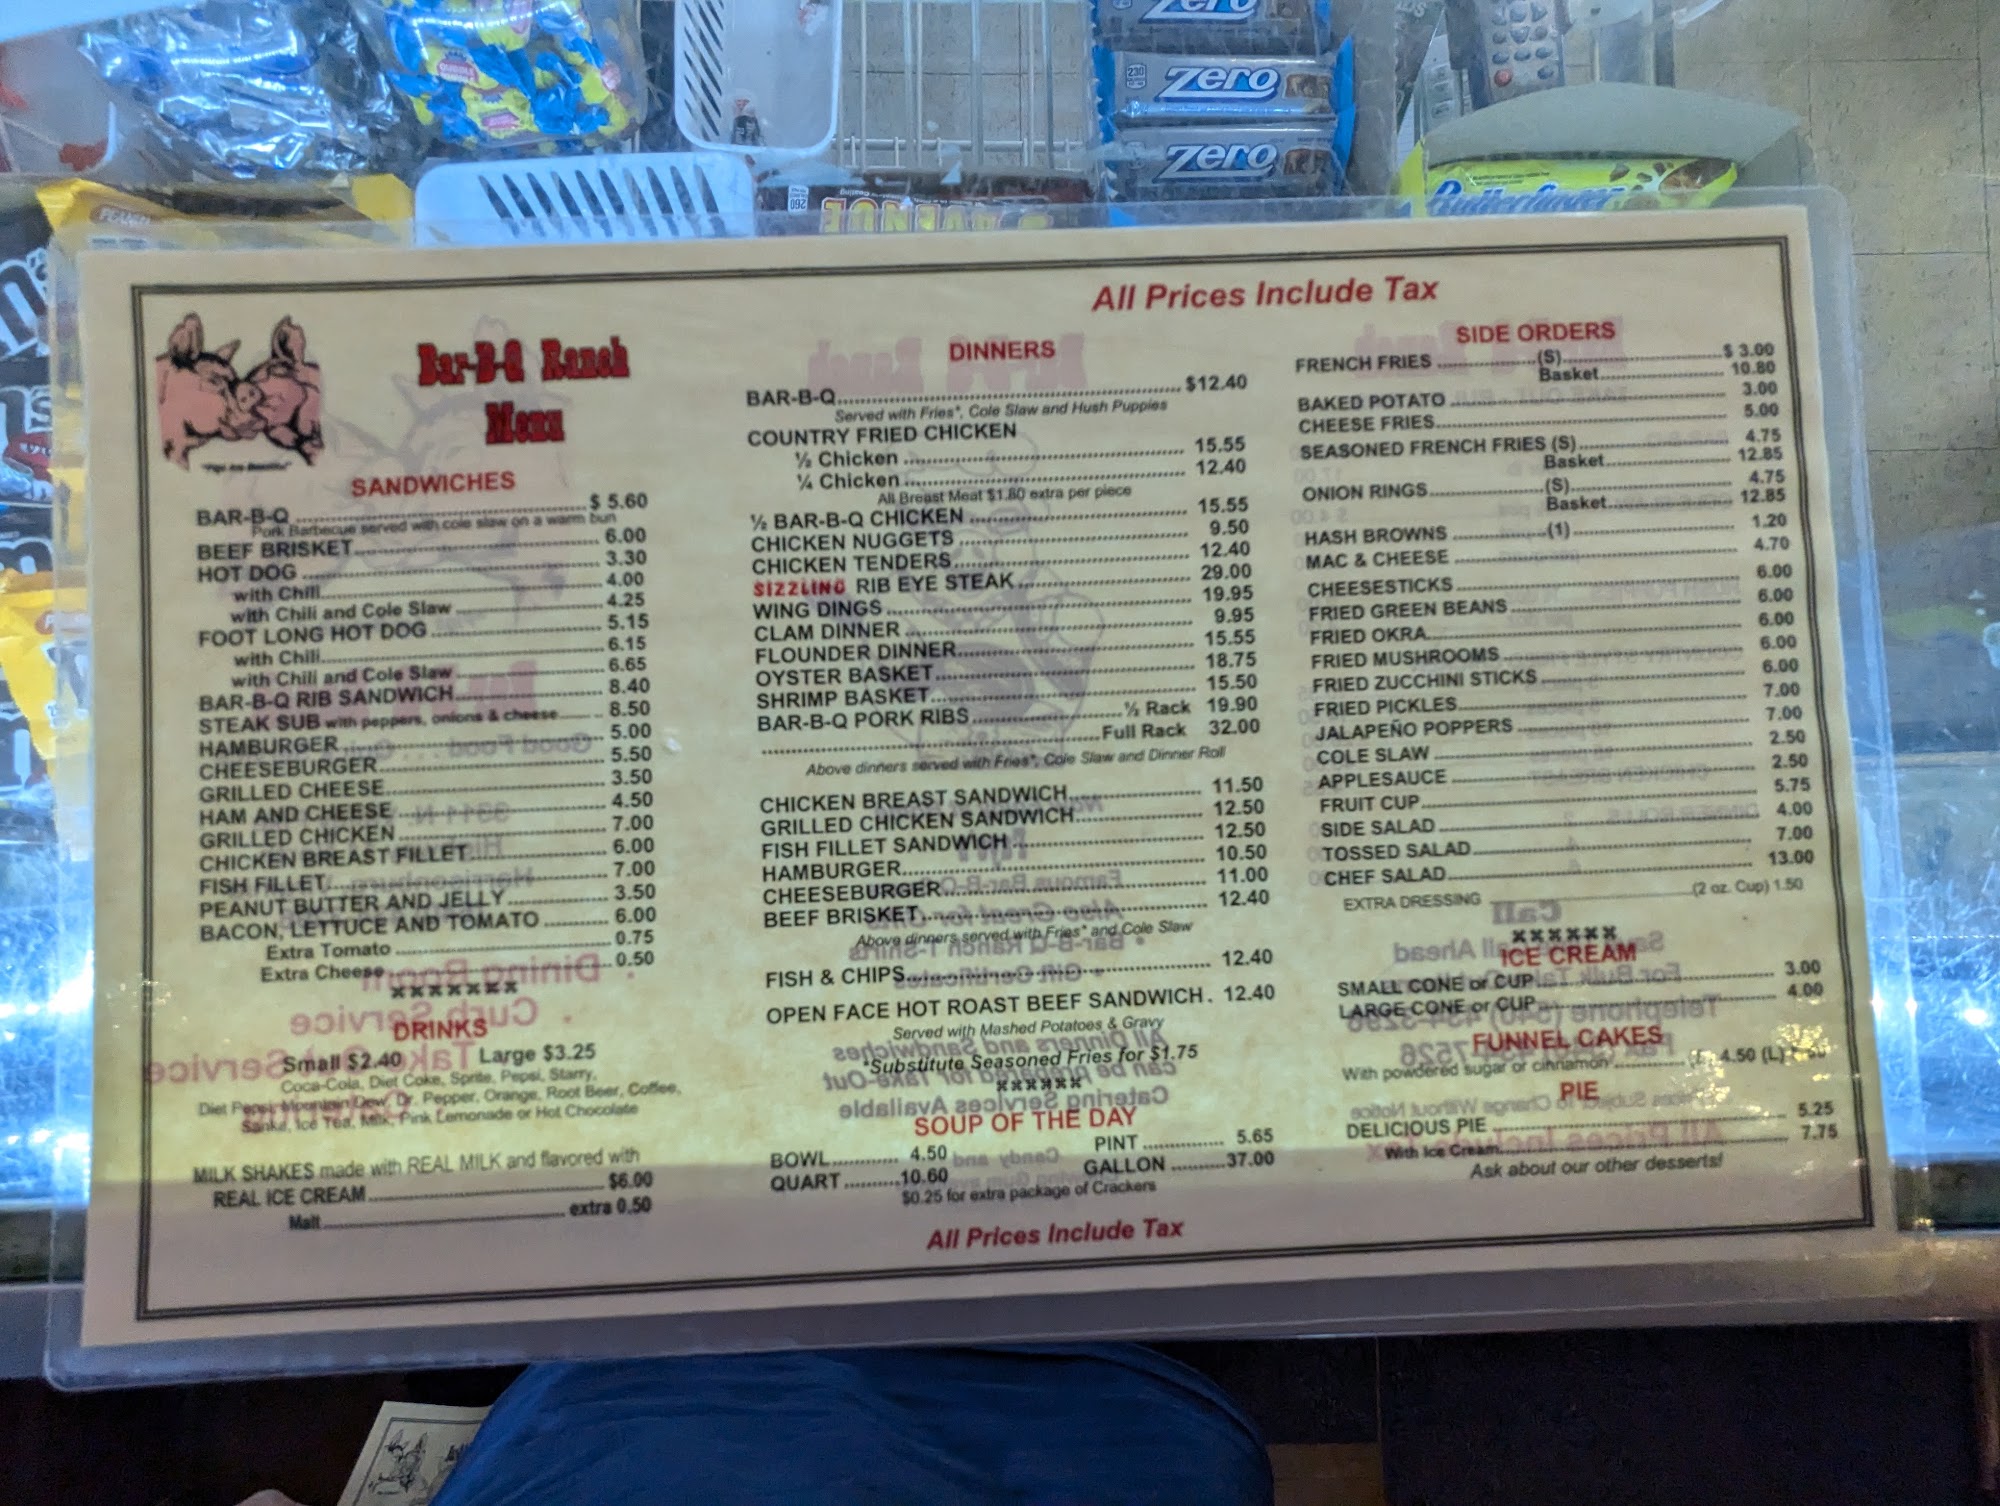 Zero
230
Zero
Zero
Butterfinger
PEANUT
260
All Prices Include Tax
Bar-B-Q Ranch
Menu
"Pigs Are Beautiful"
SANDWICHES
BAR-B-Q $ 5.60
Pork Barbecue served with cole slaw on a warm bun
BEEF BRISKET 6.00
HOT DOG 3.30
with Chili 4.00
with Chili and Cole Slaw 4.25
FOOT LONG HOT DOG 5.15
with Chili 6.15
with Chili and Cole Slaw 6.65
BAR-B-Q RIB SANDWICH 8.40
STEAK SUB with peppers, onions & cheese 8.50
HAMBURGER 5.00
CHEESEBURGER 5.50
GRILLED CHEESE 3.50
HAM AND CHEESE 4.50
GRILLED CHICKEN 7.00
CHICKEN BREAST FILLET 6.00
FISH FILLET 7.00
PEANUT BUTTER AND JELLY 3.50
BACON, LETTUCE AND TOMATO 6.00
Extra Tomato 0.75
Extra Cheese 0.50
xxxxxxx
DRINKS
Small $2.40 Large $3.25
Coca-Cola, Diet Coke, Sprite, Pepsi, Starry,
Diet Pepsi, Mountain Dew, Dr. Pepper, Orange, Root Beer, Coffee,
Sanka, Ice Tea, Milk, Pink Lemonade or Hot Chocolate
MILK SHAKES made with REAL MILK and flavored with
REAL ICE CREAM $6.00
Malt extra 0.50
DINNERS
BAR-B-Q $12.40
Served with Fries*, Cole Slaw and Hush Puppies
COUNTRY FRIED CHICKEN
½ Chicken 15.55
¼ Chicken 12.40
All Breast Meat $1.80 extra per piece
½ BAR-B-Q CHICKEN 15.55
CHICKEN NUGGETS 9.50
CHICKEN TENDERS 12.40
SIZZLING RIB EYE STEAK 29.00
WING DINGS 19.95
CLAM DINNER 9.95
FLOUNDER DINNER 15.55
OYSTER BASKET 18.75
SHRIMP BASKET 15.50
BAR-B-Q PORK RIBS ½ Rack 19.90
Full Rack 32.00
Above dinners served with Fries*, Cole Slaw and Dinner Roll
CHICKEN BREAST SANDWICH 11.50
GRILLED CHICKEN SANDWICH 12.50
FISH FILLET SANDWICH 12.50
HAMBURGER 10.50
CHEESEBURGER 11.00
BEEF BRISKET 12.40
Above dinners served with Fries* and Cole Slaw
FISH & CHIPS 12.40
OPEN FACE HOT ROAST BEEF SANDWICH. 12.40
Served with Mashed Potatoes & Gravy
*Substitute Seasoned Fries for $1.75
xxxxxx
SOUP OF THE DAY
BOWL 4.50 PINT 5.65
QUART 10.60 GALLON 37.00
$0.25 for extra package of Crackers
All Prices Include Tax
SIDE ORDERS
FRENCH FRIES (S) $ 3.00
Basket 10.80
BAKED POTATO 3.00
CHEESE FRIES 5.00
SEASONED FRENCH FRIES (S) 4.75
Basket 12.85
ONION RINGS (S) 4.75
Basket 12.85
HASH BROWNS (1) 1.20
MAC & CHEESE 4.70
CHEESESTICKS 6.00
FRIED GREEN BEANS 6.00
FRIED OKRA 6.00
FRIED MUSHROOMS 6.00
FRIED ZUCCHINI STICKS 6.00
FRIED PICKLES 7.00
JALAPEÑO POPPERS 7.00
COLE SLAW 2.50
APPLESAUCE 2.50
FRUIT CUP 5.75
SIDE SALAD 4.00
TOSSED SALAD 7.00
CHEF SALAD 13.00
EXTRA DRESSING (2 oz. Cup) 1.50
xxxxxx
ICE CREAM
SMALL CONE or CUP 3.00
LARGE CONE or CUP 4.00
FUNNEL CAKES
With powdered sugar or cinnamon 4.50 (L)
PIE
DELICIOUS PIE 5.25
With Ice Cream 7.75
Ask about our other desserts!